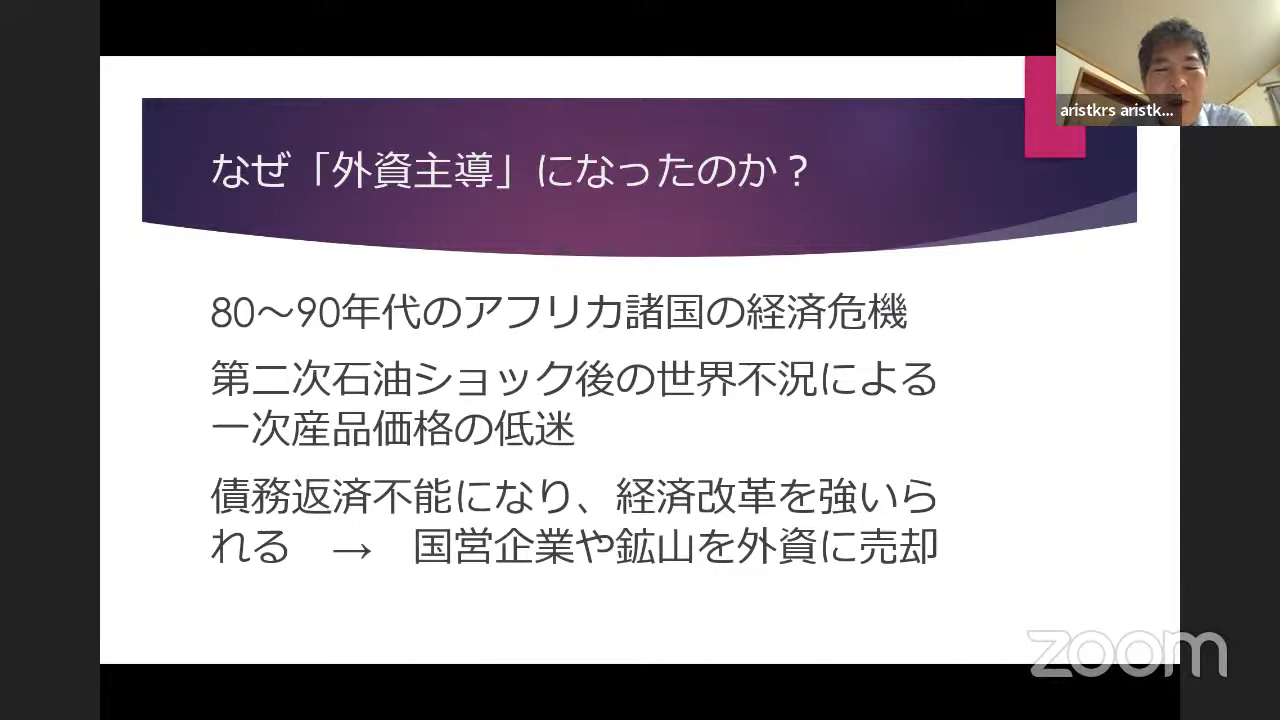 aristkrs aristk...
なぜ「外資主導」になったのか？
80～90年代のアフリカ諸国の経済危機
第二次石油ショック後の世界不況による
一次産品価格の低迷
債務返済不能になり、経済改革を強いら
れる　→　国営企業や鉱山を外資に売却
zoom